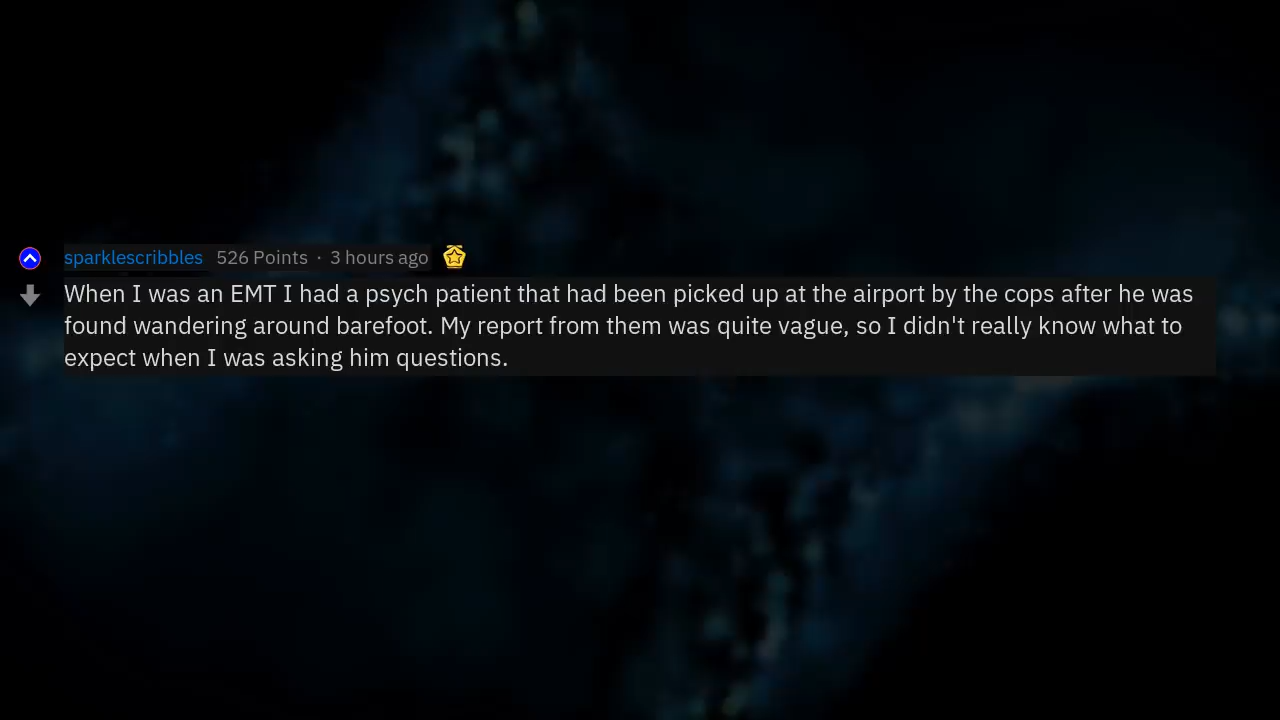 sparklescribbles 526 Points · 3 hours ago
When I was an EMT I had a psych patient that had been picked up at the airport by the cops after he was
found wandering around barefoot. My report from them was quite vague, so I didn't really know what to
expect when I was asking him questions.